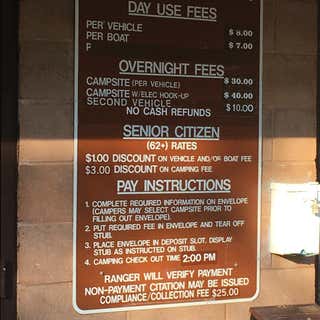 DAY USE FEES
PER VEHICLE $ 8.00
PER BOAT $ 7.00
P
OVERNIGHT FEES
CAMPSITE (PER VEHICLE) $ 30.00
CAMPSITE W/ELEC HOOK-UP $ 40.00
SECOND VEHICLE $10.00
NO CASH REFUNDS
SENIOR CITIZEN
(62+) RATES
$1.00 DISCOUNT ON VEHICLE AND/OR BOAT FEE
$3.00 DISCOUNT ON CAMPING FEE
PAY INSTRUCTIONS
1. COMPLETE REQUIRED INFORMATION ON ENVELOPE
(CAMPERS MAY SELECT CAMPSITE PRIOR TO
FILLING OUT ENVELOPE).
2. PUT REQUIRED FEE IN ENVELOPE AND TEAR OFF
STUB.
3. PLACE ENVELOPE IN DEPOSIT SLOT. DISPLAY
STUB AS INSTRUCTED ON STUB.
4. CAMPING CHECK OUT TIME 2:00 PM
RANGER WILL VERIFY PAYMENT
NON-PAYMENT CITATION MAY BE ISSUED
COMPLIANCE/COLLECTION FEE $25.00